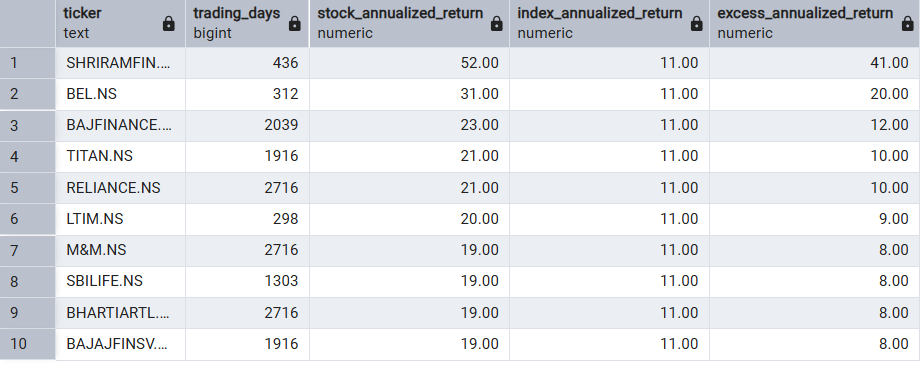 ticker trading_days stock_annualized_return index_annualized_return excess_annualized_return
text bigint numeric numeric numeric
1 SHRIRAMFIN.... 436 52.00 11.00 41.00
2 BEL.NS 312 31.00 11.00 20.00
3 BAJFINANCE.... 2039 23.00 11.00 12.00
4 TITAN.NS 1916 21.00 11.00 10.00
5 RELIANCE.NS 2716 21.00 11.00 10.00
6 LTIM.NS 298 20.00 11.00 9.00
7 M&M.NS 2716 19.00 11.00 8.00
8 SBILIFE.NS 1303 19.00 11.00 8.00
9 BHARTIARTL.... 2716 19.00 11.00 8.00
10 BAJAJFINSV.... 1916 19.00 11.00 8.00